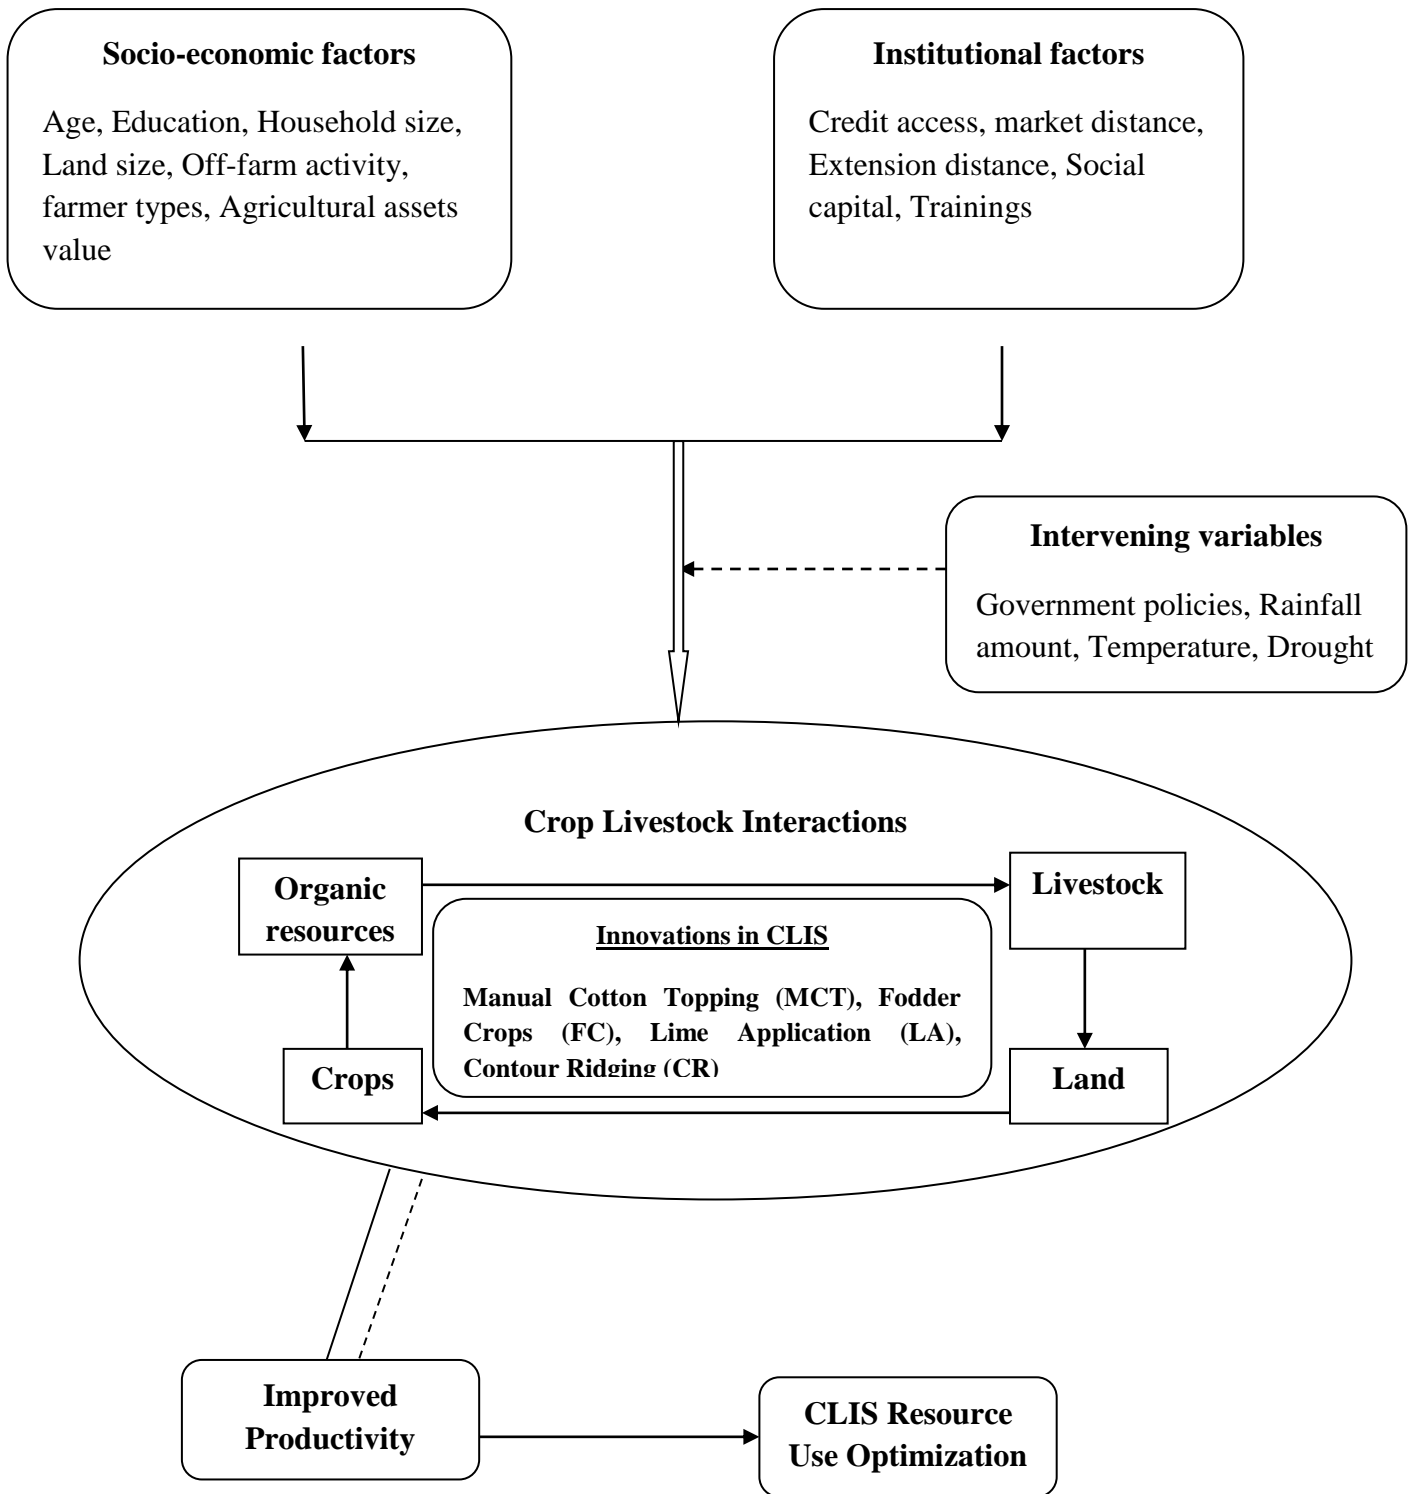 Socio-economic factors
Age, Education, Household size,
Land size, Off-farm activity,
farmer types, Agricultural assets
value
Institutional factors
Credit access, market distance,
Extension distance, Social
capital, Trainings
Intervening variables
Government policies, Rainfall
amount, Temperature, Drought
Crop Livestock Interactions
Organic
resources
Livestock
Innovations in CLIS
Manual Cotton Topping (MCT), Fodder
Crops (FC), Lime Application (LA),
Contour Ridging (CR)
Crops
Land
Improved
Productivity
CLIS Resource
Use Optimization